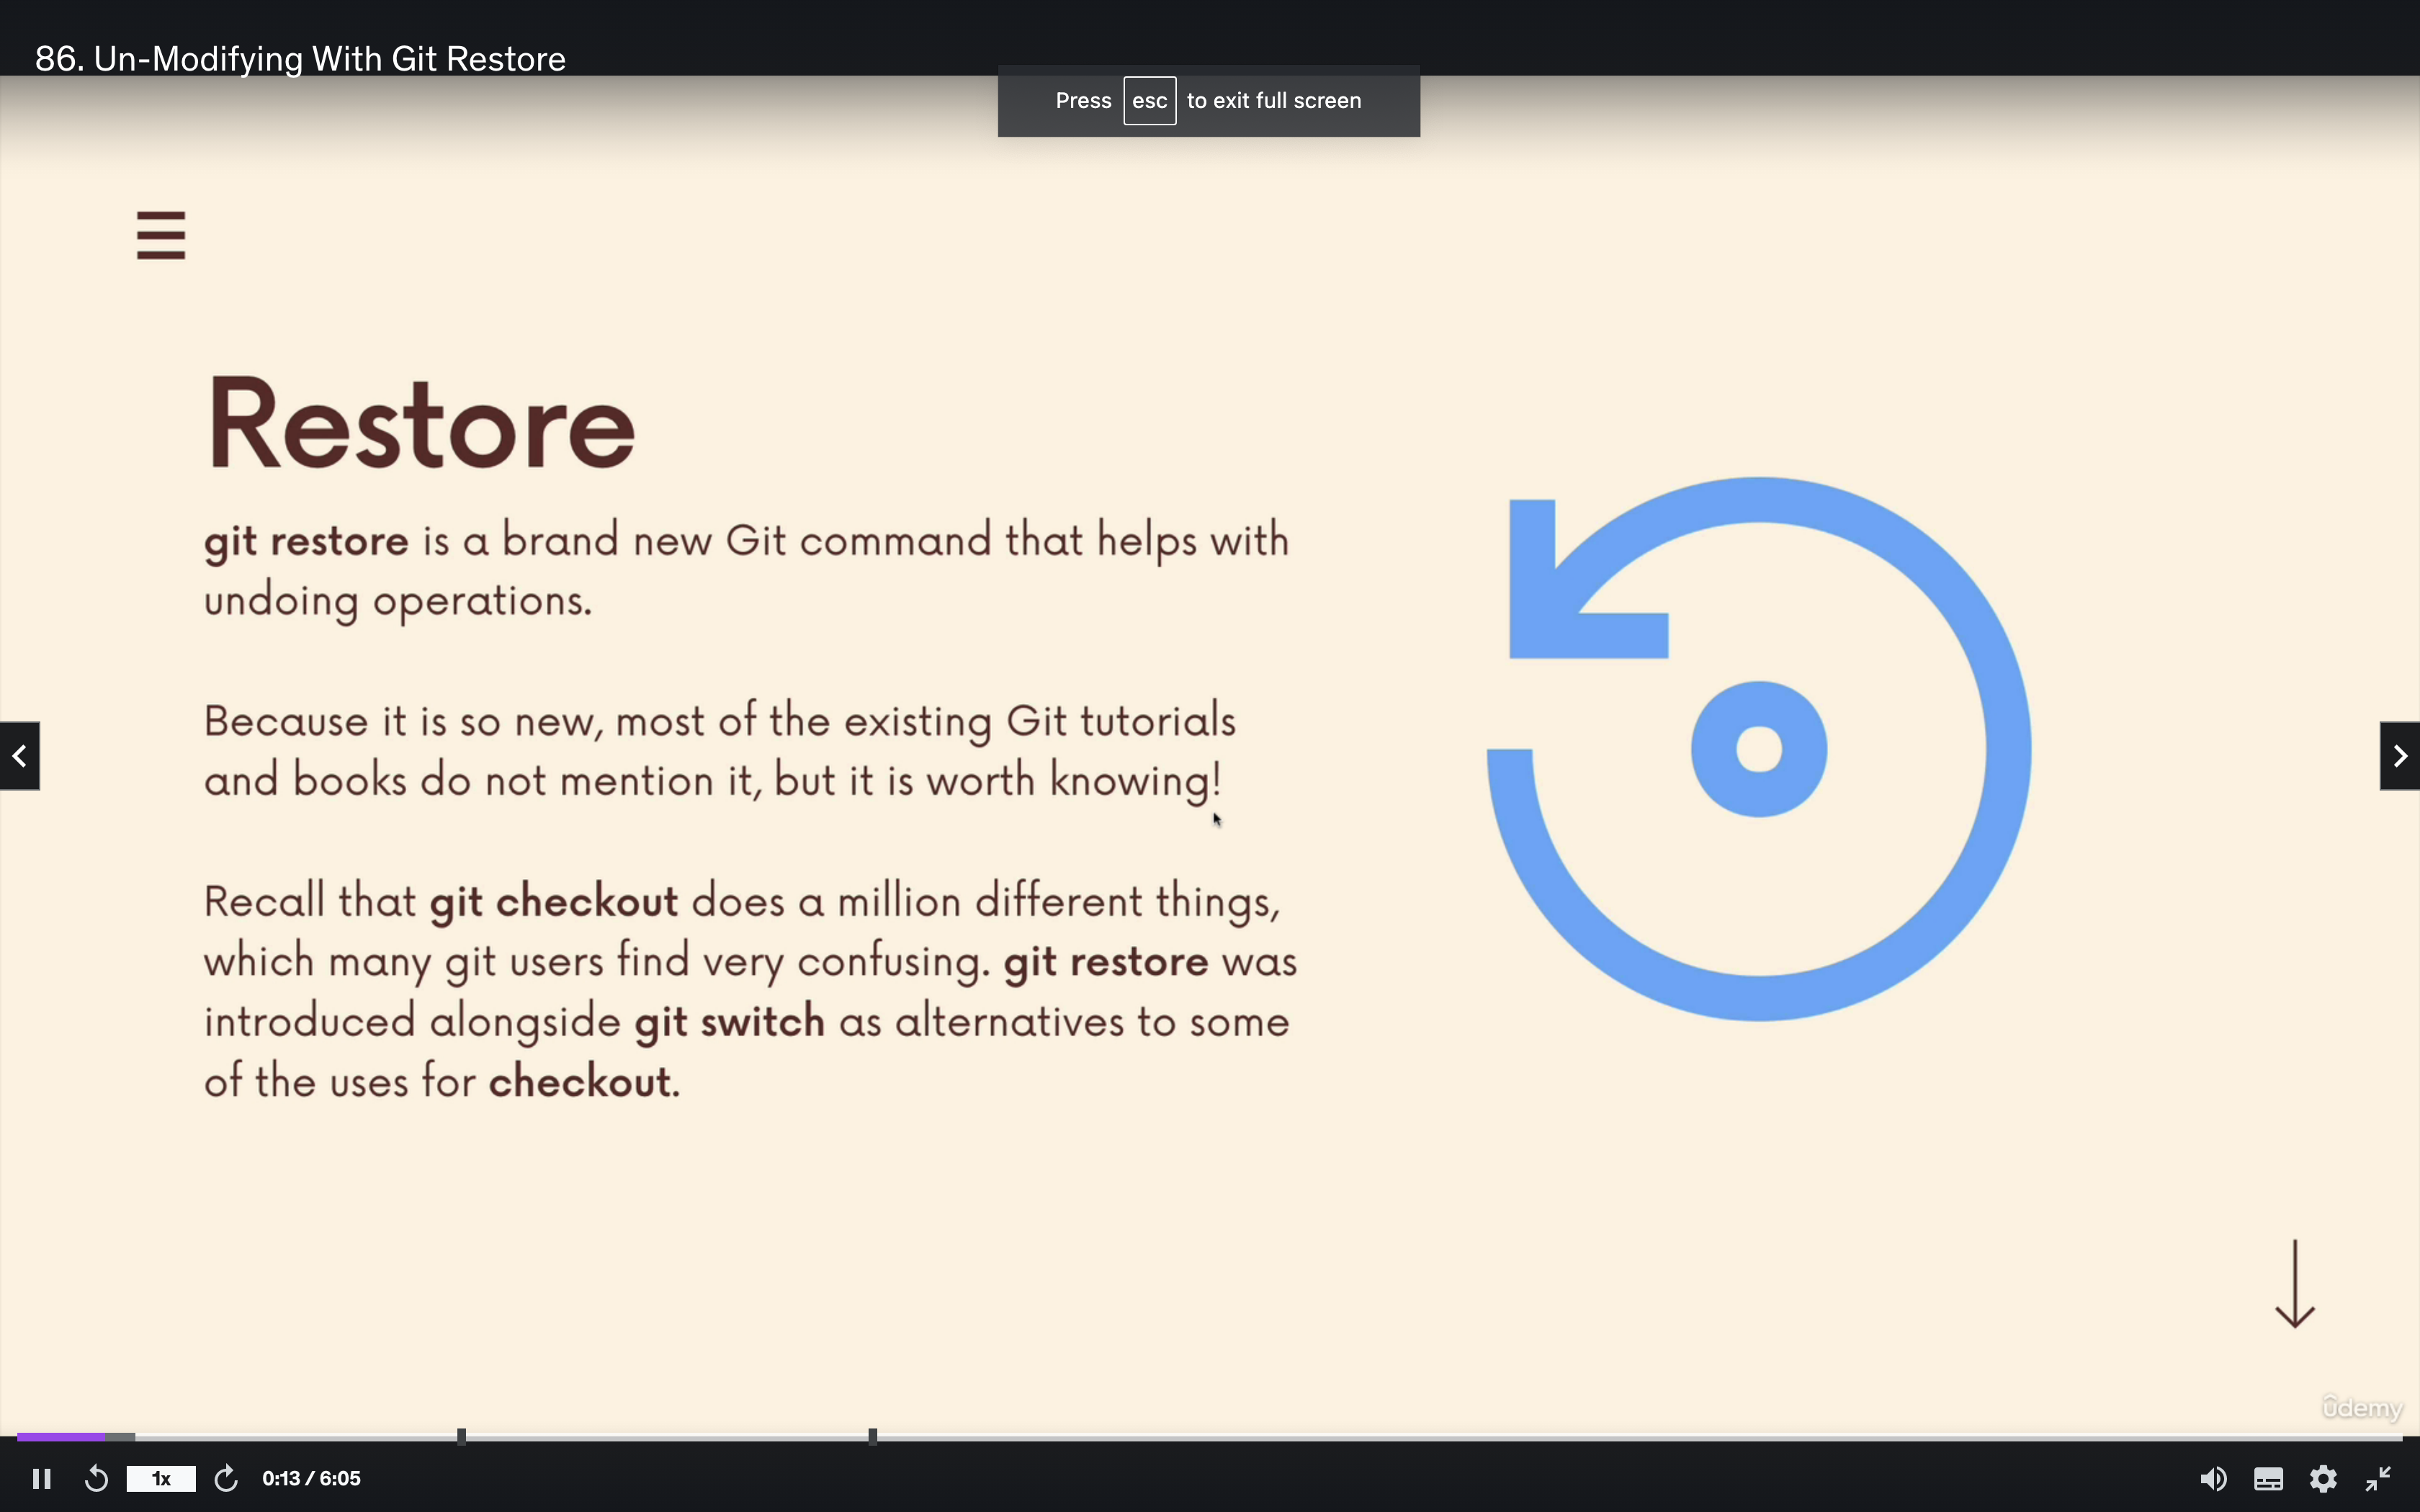 86. Un-Modifying With Git Restore
Press esc to exit full screen
Restore
git restore is a brand new Git command that helps with
undoing operations.
Because it is so new, most of the existing Git tutorials
and books do not mention it, but it is worth knowing!
Recall that git checkout does a million different things,
which many git users find very confusing. git restore was
introduced alongside git switch as alternatives to some
of the uses for checkout.
ûdemy
1x
0:13 / 6:05